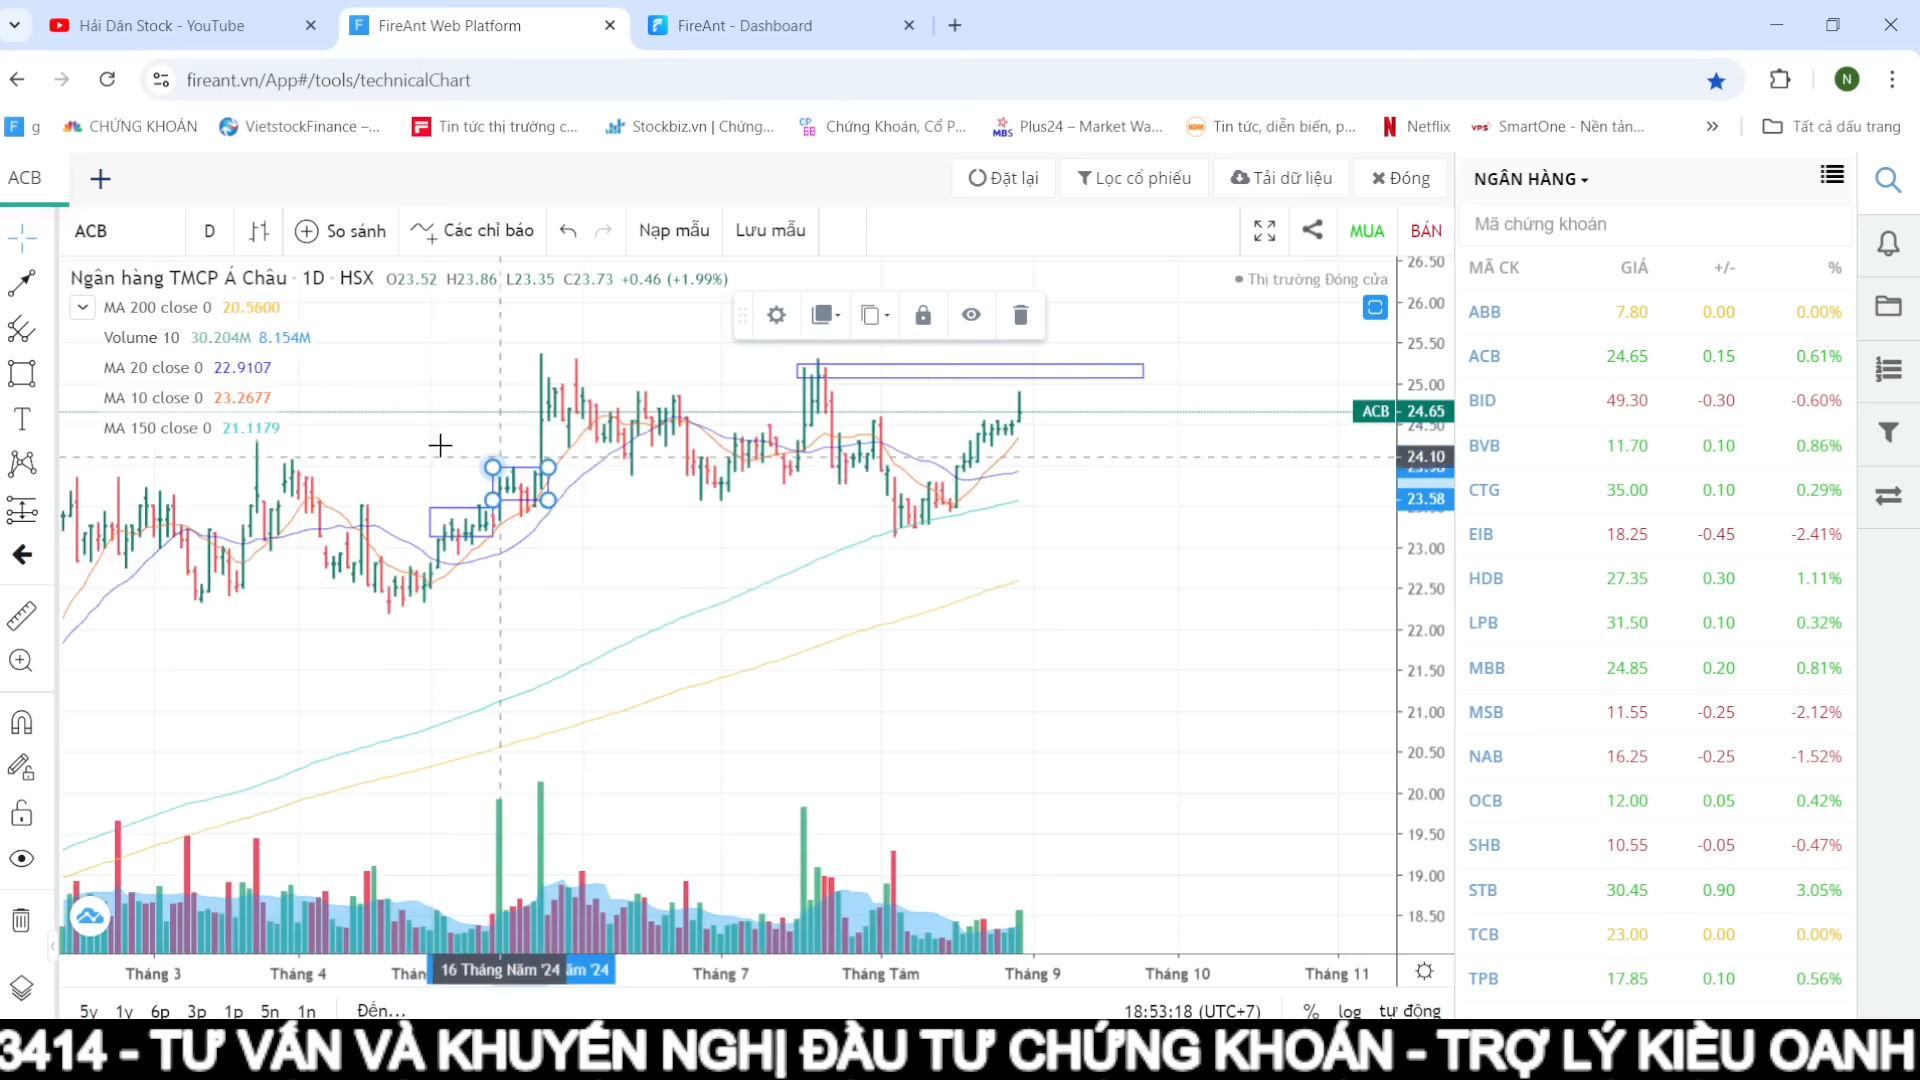 Hải Dân Stock - YouTube
FireAnt Web Platform
FireAnt - Dashboard
fireant.vn/App#/tools/technicalChart
N
g
CHỨNG KHOÁN
VietstockFinance –...
Tin tức thị trường c...
Stockbiz.vn | Chứng...
Chứng Khoán, Cổ P...
Plus24 – Market Wa...
Tin tức, diễn biến, p...
Netflix
SmartOne - Nền tản...
Tất cả dấu trang
ACB
Đặt lại
Lọc cổ phiếu
Tải dữ liệu
Đóng
NGÂN HÀNG
ACB
D
So sánh
Các chỉ báo
Nạp mẫu
Lưu mẫu
MUA
BÁN
Mã chứng khoán
Ngân hàng TMCP Á Châu · 1D · HSX O23.52 H23.86 L23.35 C23.73 +0.46 (+1.99%)
Thị trường Đóng cửa
MA 200 close 0 20.5600
Volume 10 30.204M 8.154M
MA 20 close 0 22.9107
MA 10 close 0 23.2677
MA 150 close 0 21.1179
26.50
26.00
25.50
25.00
ACB 24.65
24.50
24.10
23.58
23.00
22.50
22.00
21.50
21.00
20.50
20.00
19.50
19.00
18.50
MÃ CK GIÁ +/- %
ABB 7.80 0.00 0.00%
ACB 24.65 0.15 0.61%
BID 49.30 -0.30 -0.60%
BVB 11.70 0.10 0.86%
CTG 35.00 0.10 0.29%
EIB 18.25 -0.45 -2.41%
HDB 27.35 0.30 1.11%
LPB 31.50 0.10 0.32%
MBB 24.85 0.20 0.81%
MSB 11.55 -0.25 -2.12%
NAB 16.25 -0.25 -1.52%
OCB 12.00 0.05 0.42%
SHB 10.55 -0.05 -0.47%
STB 30.45 0.90 3.05%
TCB 23.00 0.00 0.00%
TPB 17.85 0.10 0.56%
Tháng 3
Tháng 4
Thán
16 Tháng Năm '24
ăm '24
Tháng 7
Tháng Tám
Tháng 9
Tháng 10
Tháng 11
5y 1y 6p 3p 1p 5n 1n
Đến...
18:53:18 (UTC+7)
% log tự động
3414 - TƯ VẤN VÀ KHUYẾN NGHỊ ĐẦU TƯ CHỨNG KHOÁN - TRỢ LÝ KIỀU OANH